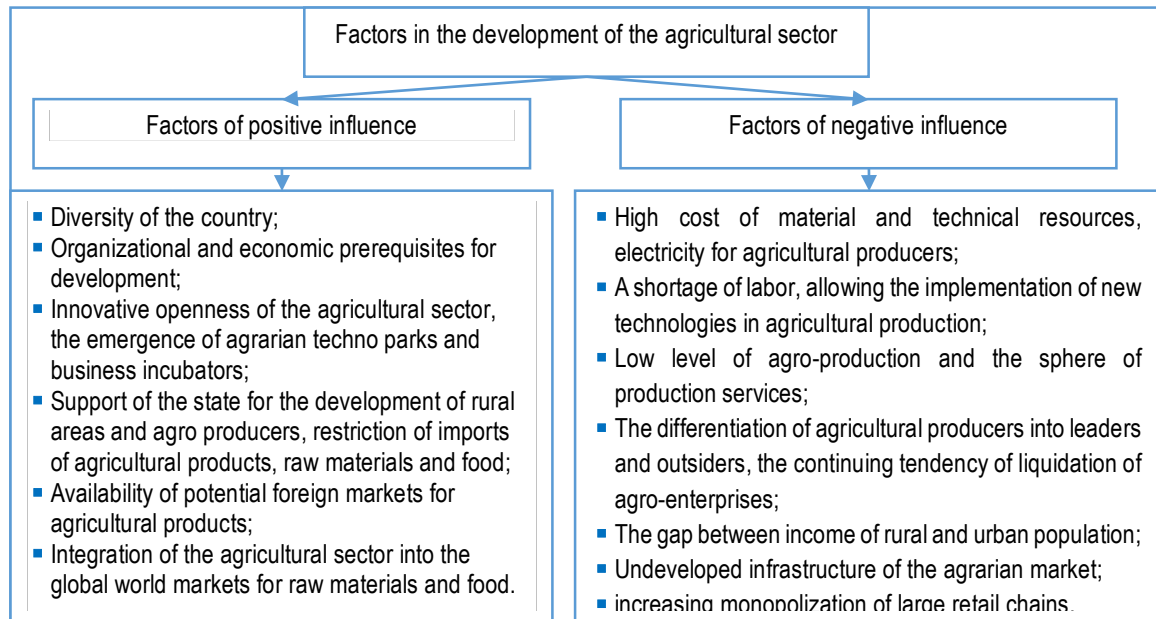 Factors in the development of the agricultural sector
Factors of positive influence
Factors of negative influence
▪ Diversity of the country;
▪ Organizational and economic prerequisites for
development;
▪ Innovative openness of the agricultural sector,
the emergence of agrarian techno parks and
business incubators;
▪ Support of the state for the development of rural
areas and agro producers, restriction of imports
of agricultural products, raw materials and food;
▪ Availability of potential foreign markets for
agricultural products;
▪ Integration of the agricultural sector into the
global world markets for raw materials and food.
▪ High cost of material and technical resources,
electricity for agricultural producers;
▪ A shortage of labor, allowing the implementation of new
technologies in agricultural production;
▪ Low level of agro-production and the sphere of
production services;
▪ The differentiation of agricultural producers into leaders
and outsiders, the continuing tendency of liquidation of
agro-enterprises;
▪ The gap between income of rural and urban population;
▪ Undeveloped infrastructure of the agrarian market;
▪ increasing monopolization of large retail chains.